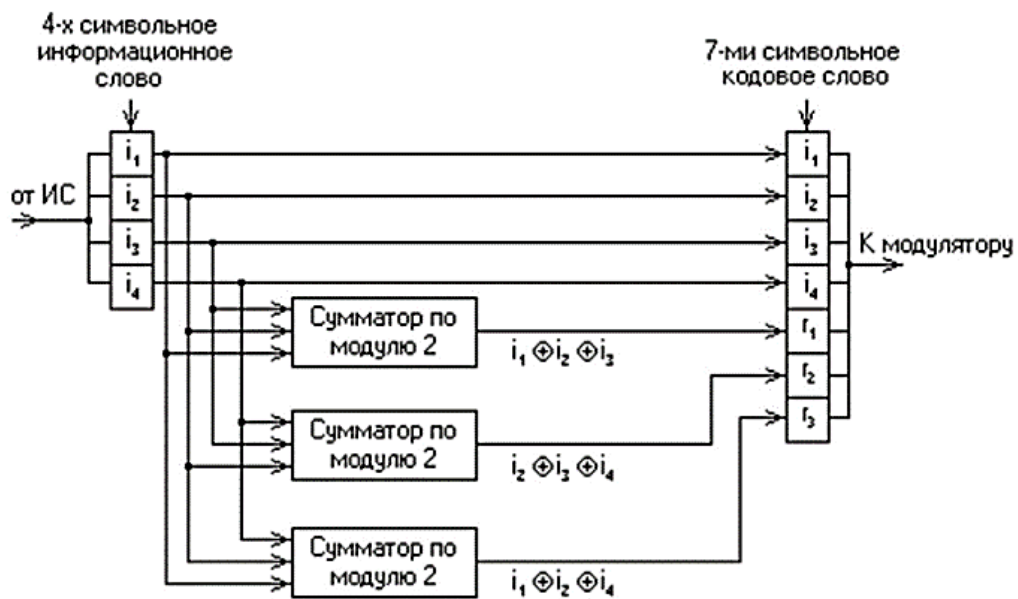 4-х символьное
информационное
слово
7-ми символьное
кодовое слово
от ИС
i₁
i₂
i₃
i₄
i₁
i₂
i₃
i₄
r₁
r₂
r₃
К модулятору
Сумматор по
модулю 2
i₁ ⊕ i₂ ⊕ i₃
Сумматор по
модулю 2
i₂ ⊕ i₃ ⊕ i₄
Сумматор по
модулю 2
i₁ ⊕ i₂ ⊕ i₄